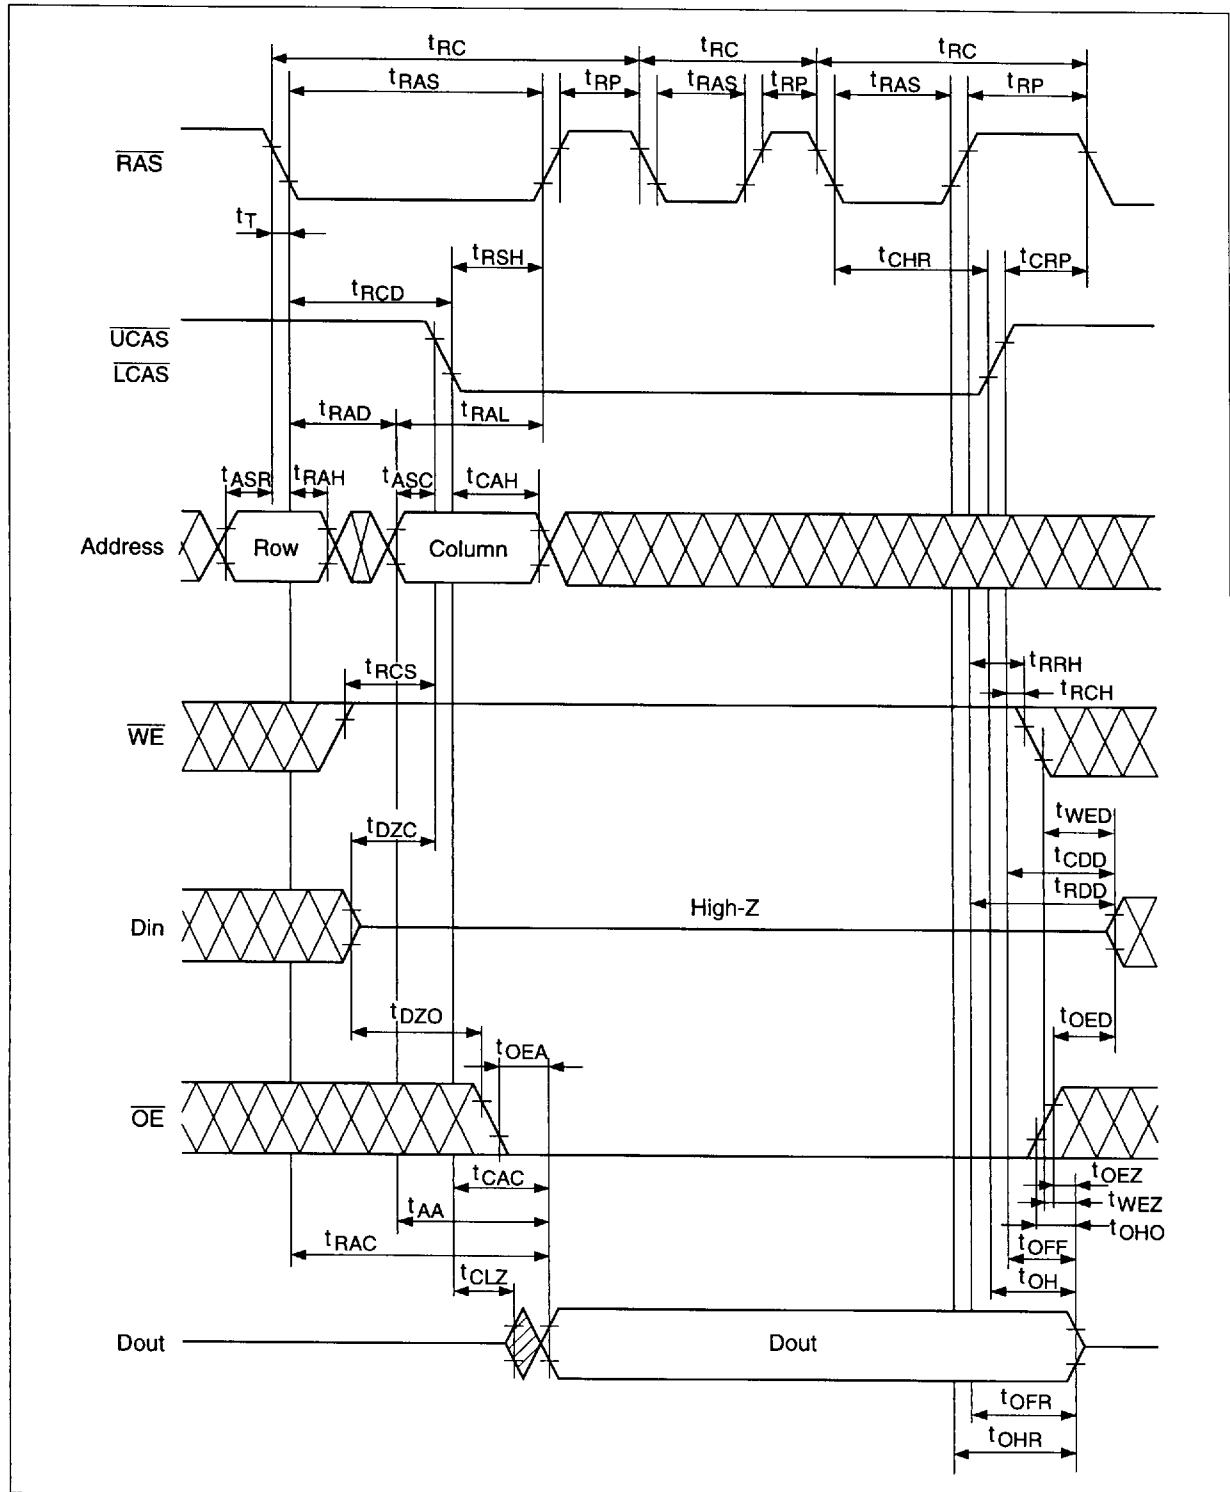 tRC tRC tRC
tRAS tRP tRAS tRP tRAS tRP
RAS
tT
tRSH tCHR tCRP
tRCD
UCAS
LCAS
tRAD tRAL
tASR tRAH tASC tCAH
Address Row Column
tRRH
tRCS
tRCH
WE
tWED
tDZC
tCDD
tRDD
High-Z
Din
tDZO
tOED
tOEA
OE
tCAC
tOEZ
tAA
tWEZ
tRAC
tOHO
tOFF
tCLZ
tOH
Dout Dout
tOFR
tOHR